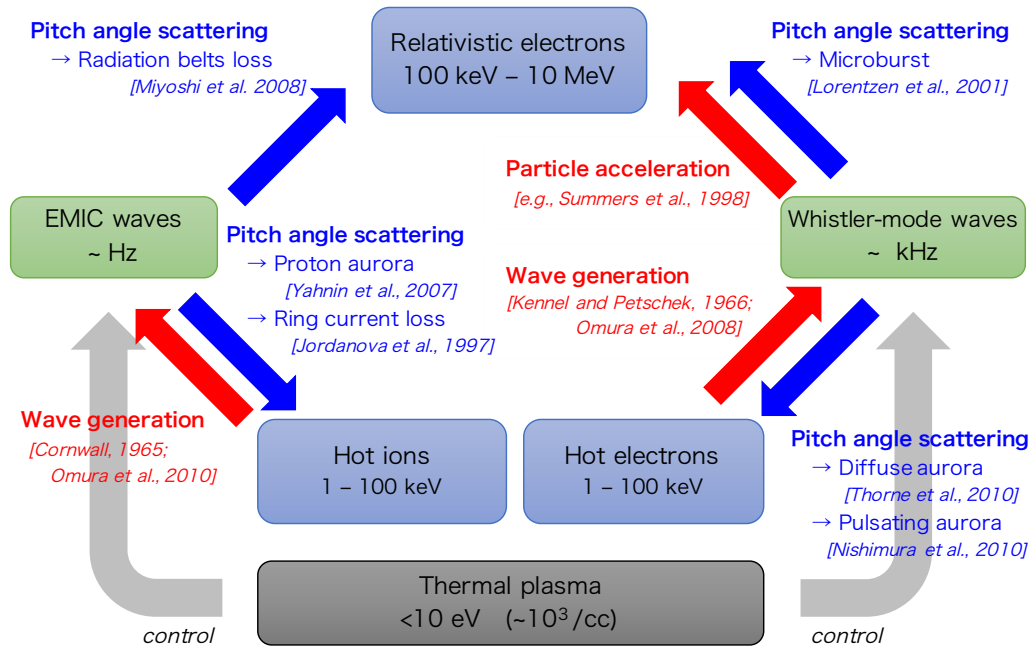 Pitch angle scattering
→ Radiation belts loss
[Miyoshi et al. 2008]
Relativistic electrons
100 keV – 10 MeV
Pitch angle scattering
→ Microburst
[Lorentzen et al., 2001]
Particle acceleration
[e.g., Summers et al., 1998]
EMIC waves
~ Hz
Pitch angle scattering
→ Proton aurora
[Yahnin et al., 2007]
→ Ring current loss
[Jordanova et al., 1997]
Wave generation
[Kennel and Petschek, 1966;
Omura et al., 2008]
Whistler-mode waves
~ kHz
Wave generation
[Cornwall, 1965;
Omura et al., 2010]
Hot ions
1 – 100 keV
Hot electrons
1 – 100 keV
Pitch angle scattering
→ Diffuse aurora
[Thorne et al., 2010]
→ Pulsating aurora
[Nishimura et al., 2010]
Thermal plasma
<10 eV (~10³/cc)
control
control